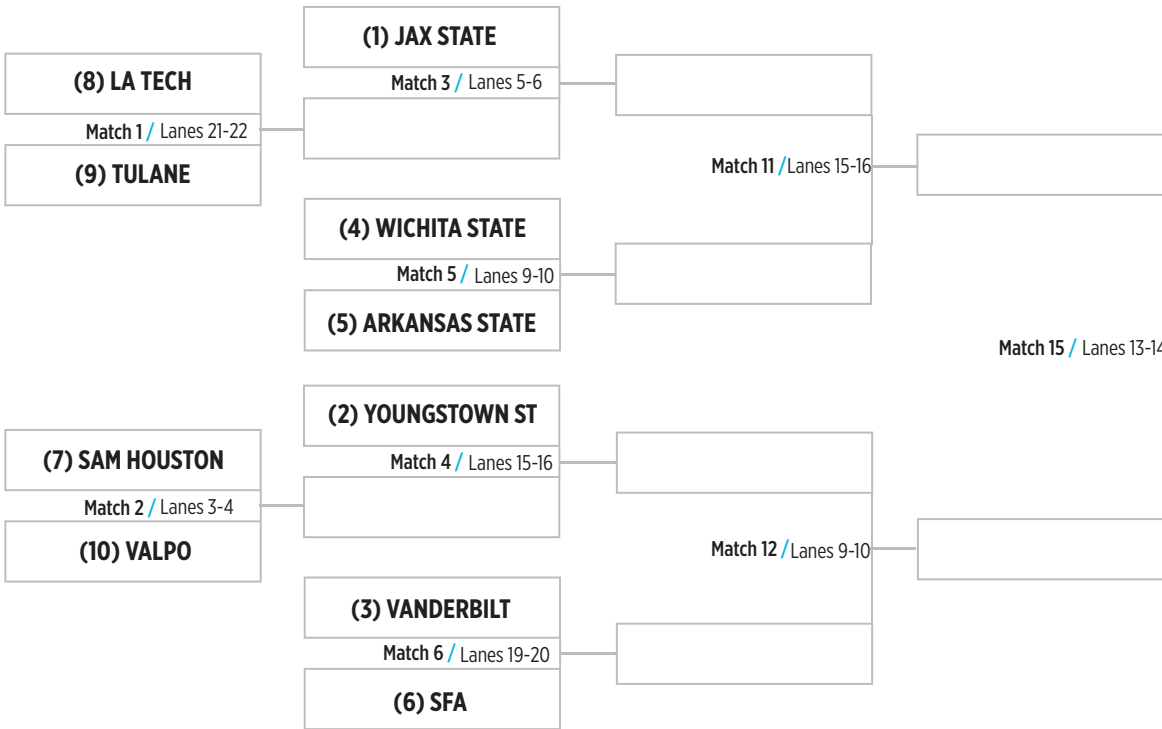 (1) JAX STATE
(8) LA TECH
Match 3 / Lanes 5-6
Match 1 / Lanes 21-22
(9) TULANE
Match 11 /Lanes 15-16
(4) WICHITA STATE
Match 5 / Lanes 9-10
(5) ARKANSAS STATE
Match 15 / Lanes 13-14
(2) YOUNGSTOWN ST
(7) SAM HOUSTON
Match 4 / Lanes 15-16
Match 2 / Lanes 3-4
(10) VALPO
Match 12 /Lanes 9-10
(3) VANDERBILT
Match 6 / Lanes 19-20
(6) SFA